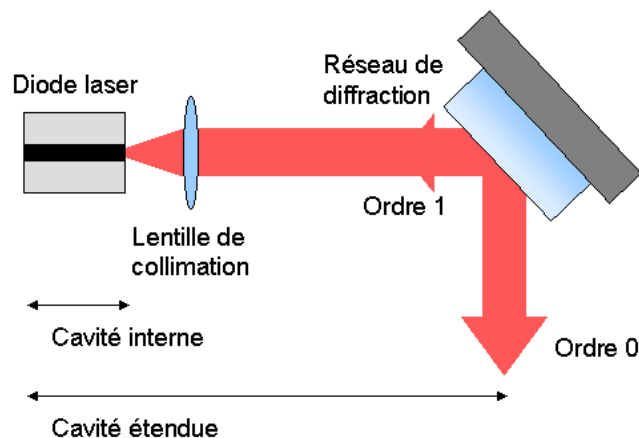 Réseau de
diffraction
Diode laser
Ordre 1
Lentille de
collimation
Cavité interne
Ordre 0
Cavité étendue